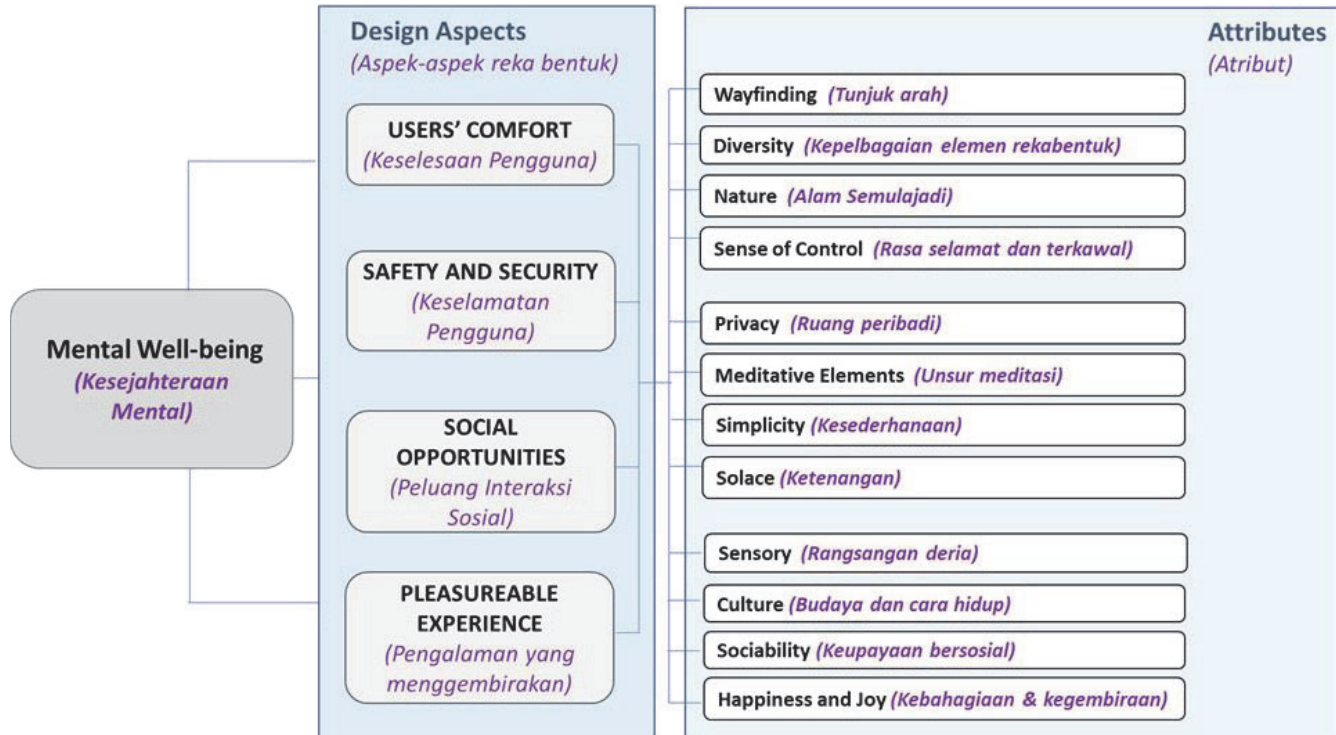 Mental Well-being
(Kesejahteraan
Mental)
Design Aspects
(Aspek-aspek reka bentuk)
USERS' COMFORT
(Keselesaan Pengguna)
SAFETY AND SECURITY
(Keselamatan
Pengguna)
SOCIAL
OPPORTUNITIES
(Peluang Interaksi
Sosial)
PLEASUREABLE
EXPERIENCE
(Pengalaman yang
menggembirakan)
Attributes
(Atribut)
Wayfinding (Tunjuk arah)
Diversity (Kepelbagaian elemen rekabentuk)
Nature (Alam Semulajadi)
Sense of Control (Rasa selamat dan terkawal)
Privacy (Ruang peribadi)
Meditative Elements (Unsur meditasi)
Simplicity (Kesederhanaan)
Solace (Ketenangan)
Sensory (Rangsangan deria)
Culture (Budaya dan cara hidup)
Sociability (Keupayaan bersosial)
Happiness and Joy (Kebahagiaan & kegembiraan)